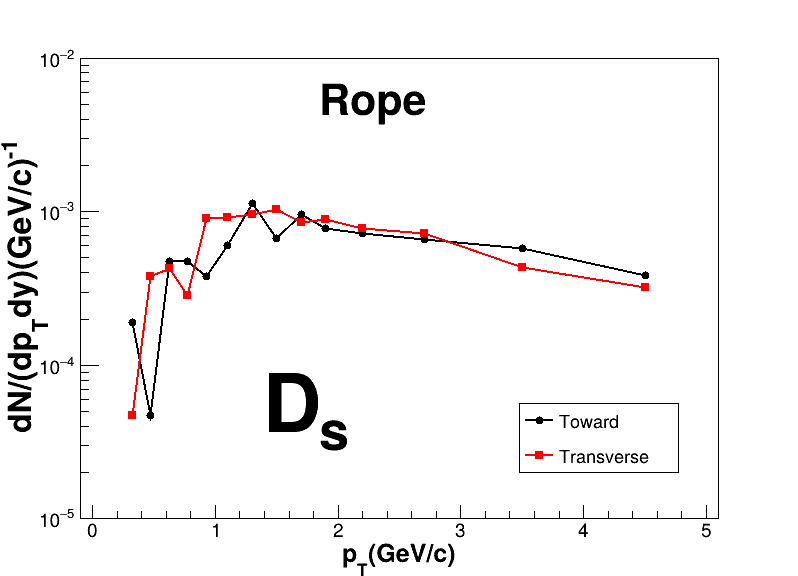 Rope
dN/(dp_T dy)(GeV/c)^-1
10^−2
10^−3
10^−4
10^−5
D_s
Toward
Transverse
0 1 2 3 4 5
p_T(GeV/c)